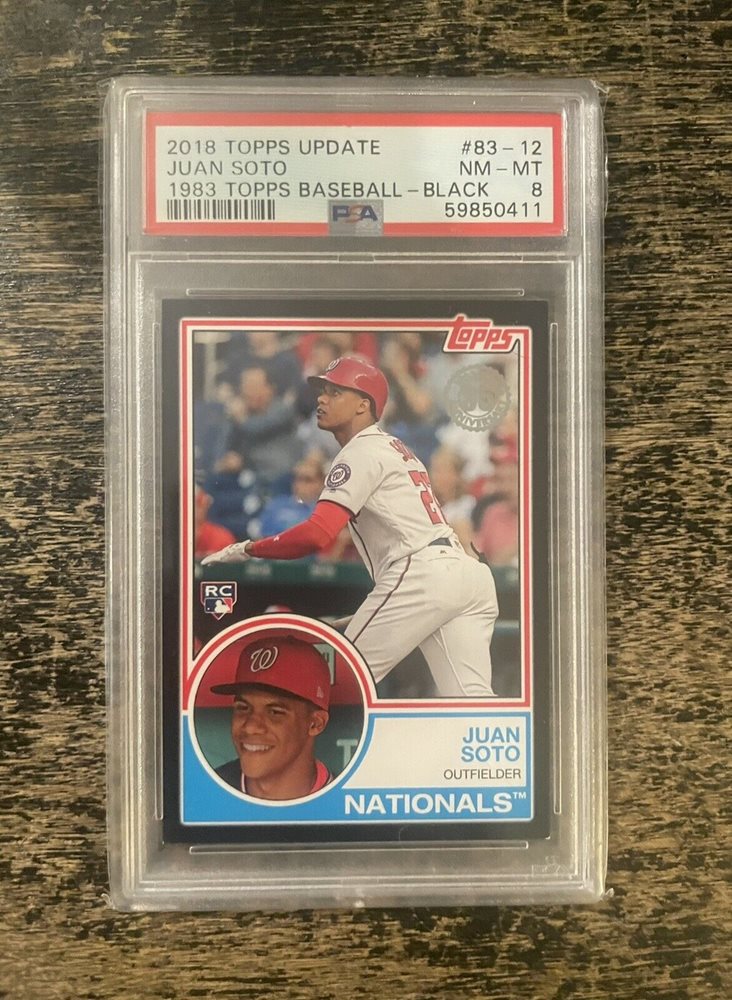 2018 TOPPS UPDATE #83-12
JUAN SOTO NM-MT
1983 TOPPS BASEBALL-BLACK 8
PSA 59850411
Topps
RC
W
JUAN
SOTO
OUTFIELDER
NATIONALS™